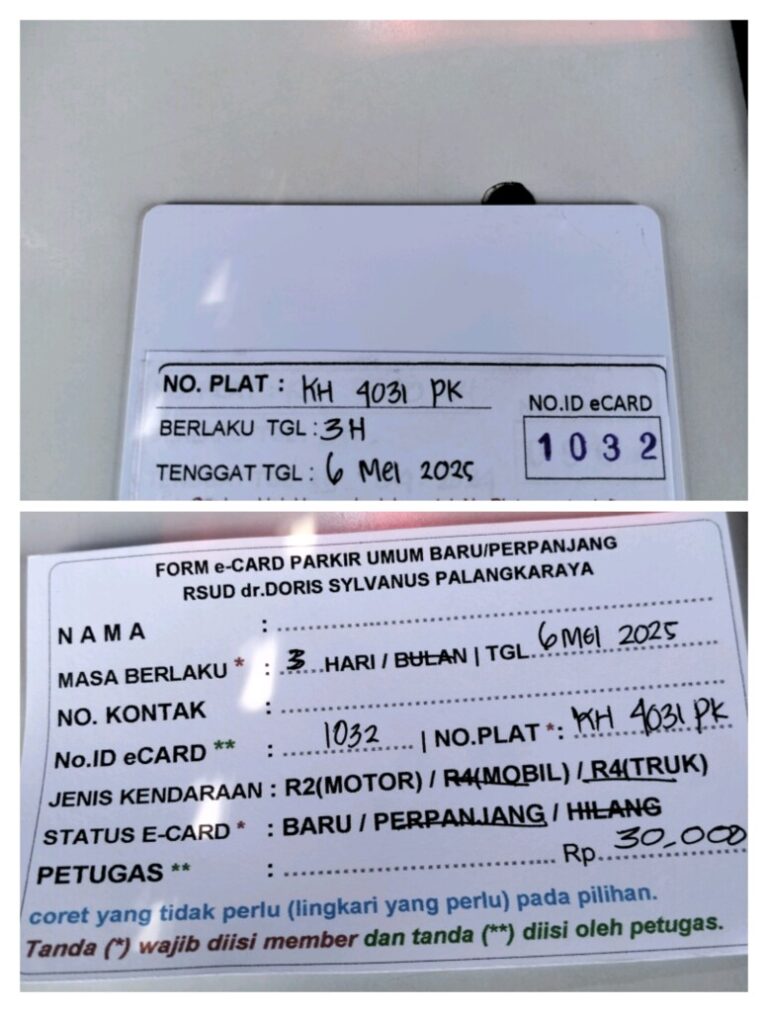 NO. PLAT : KH 4031 PK
NO.ID eCARD
BERLAKU TGL : 3 H
1032
TENGGAT TGL : 6 Mei 2025
FORM e-CARD PARKIR UMUM BARU/PERPANJANG
RSUD dr.DORIS SYLVANUS PALANGKARAYA
NAMA :
MASA BERLAKU * : 3 HARI / BULAN | TGL 6 MEI 2025
NO. KONTAK :
No.ID eCARD ** : 1032 | NO.PLAT *: KH 4031 PK
JENIS KENDARAAN : R2(MOTOR) / R4(MOBIL) / R4(TRUK)
STATUS E-CARD * : BARU / PERPANJANG / HILANG
PETUGAS ** : Rp. 30.000
coret yang tidak perlu (lingkari yang perlu) pada pilihan.
Tanda (*) wajib diisi member dan tanda (**) diisi oleh petugas.